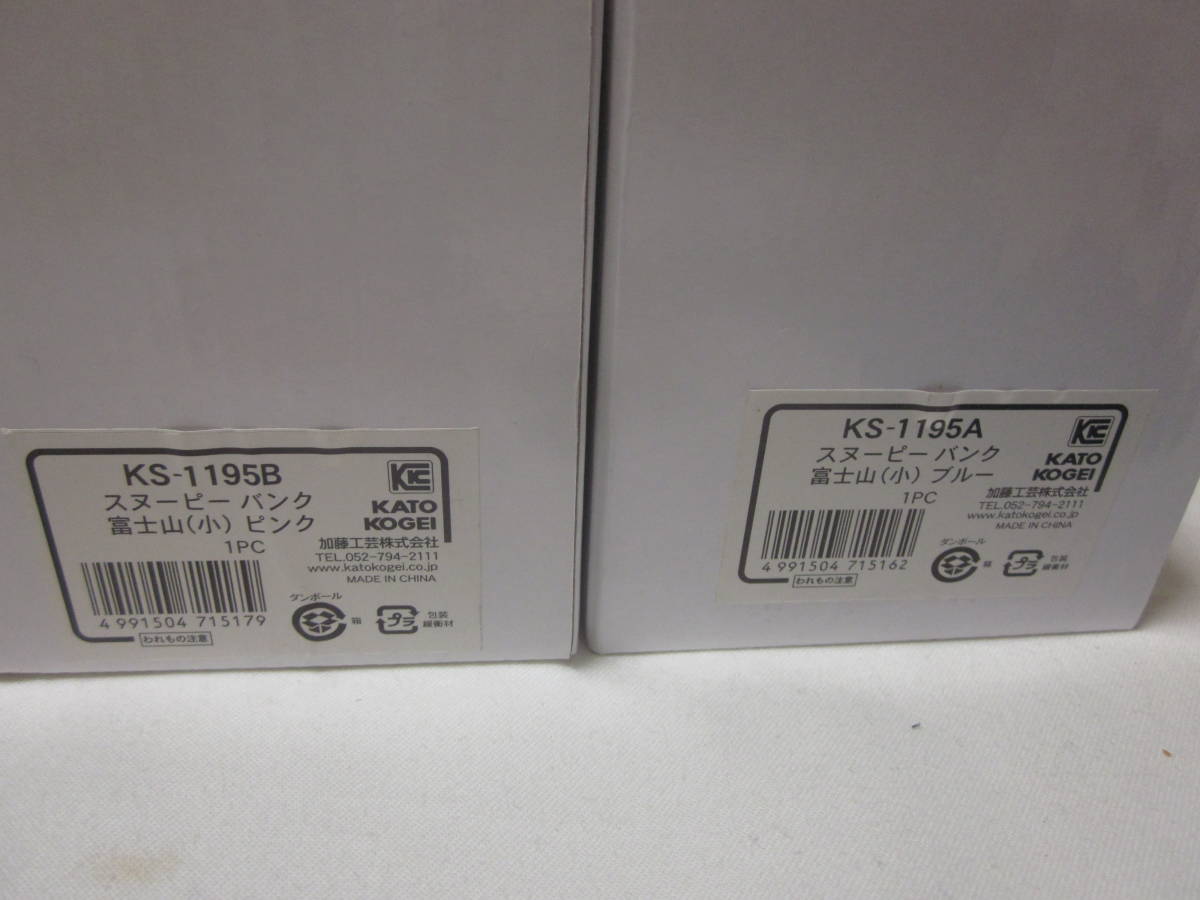 KS-1195B
スヌーピー バンク
富士山(小) ピンク
1PC
KIC
KATO
KOGEI
加藤工芸株式会社
TEL.052-794-2111
www.katokogei.co.jp
MADE IN CHINA
4 991504 715179
われもの注意
ダンボール
箱
プラ
包装
緩衝材
KS-1195A
スヌーピー バンク
富士山(小) ブルー
1PC
KIC
KATO
KOGEI
加藤工芸株式会社
TEL.052-794-2111
www.katokogei.co.jp
MADE IN CHINA
4 991504 715162
われもの注意
ダンボール
箱
プラ
包装
緩衝材